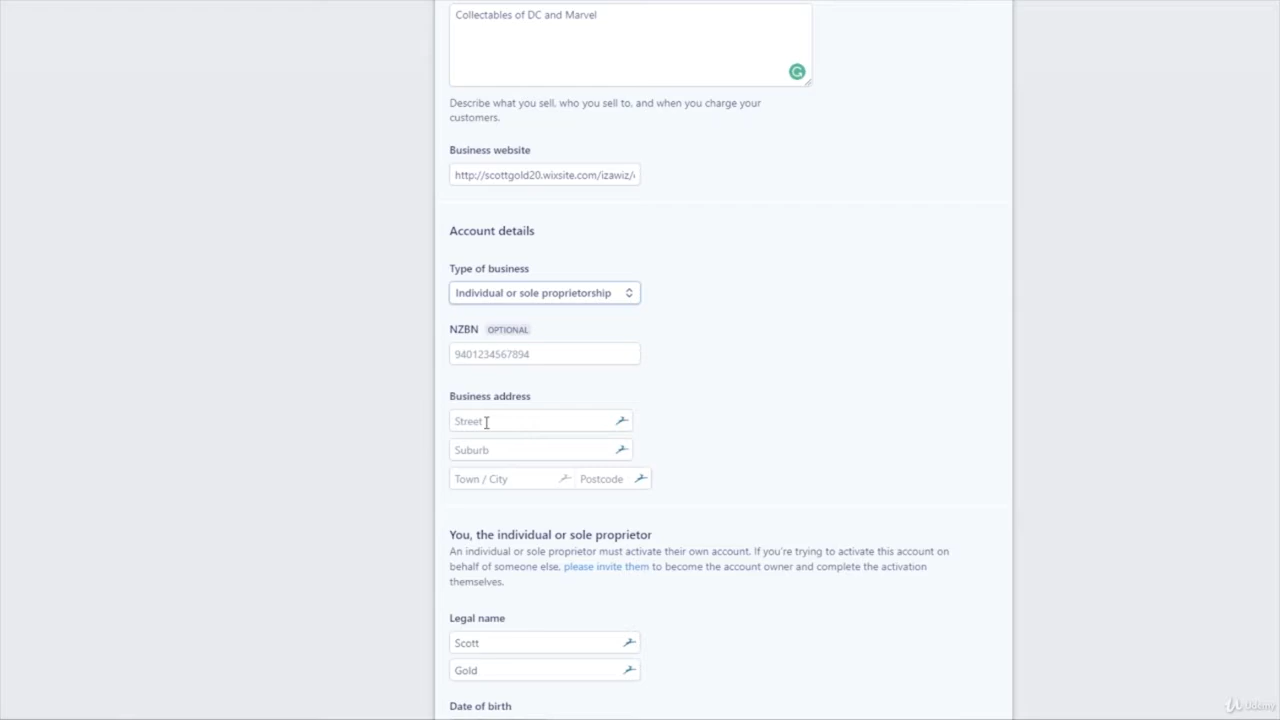 Collectables of DC and Marvel
Describe what you sell, who you sell to, and when you charge your
customers.
Business website
http://scottgold20.wixsite.com/izawiz/
Account details
Type of business
Individual or sole proprietorship
NZBN OPTIONAL
9401234567894
Business address
Street
Suburb
Town / City Postcode
You, the individual or sole proprietor
An individual or sole proprietor must activate their own account. If you're trying to activate this account on
behalf of someone else, please invite them to become the account owner and complete the activation
themselves.
Legal name
Scott
Gold
Date of birth
Udemy